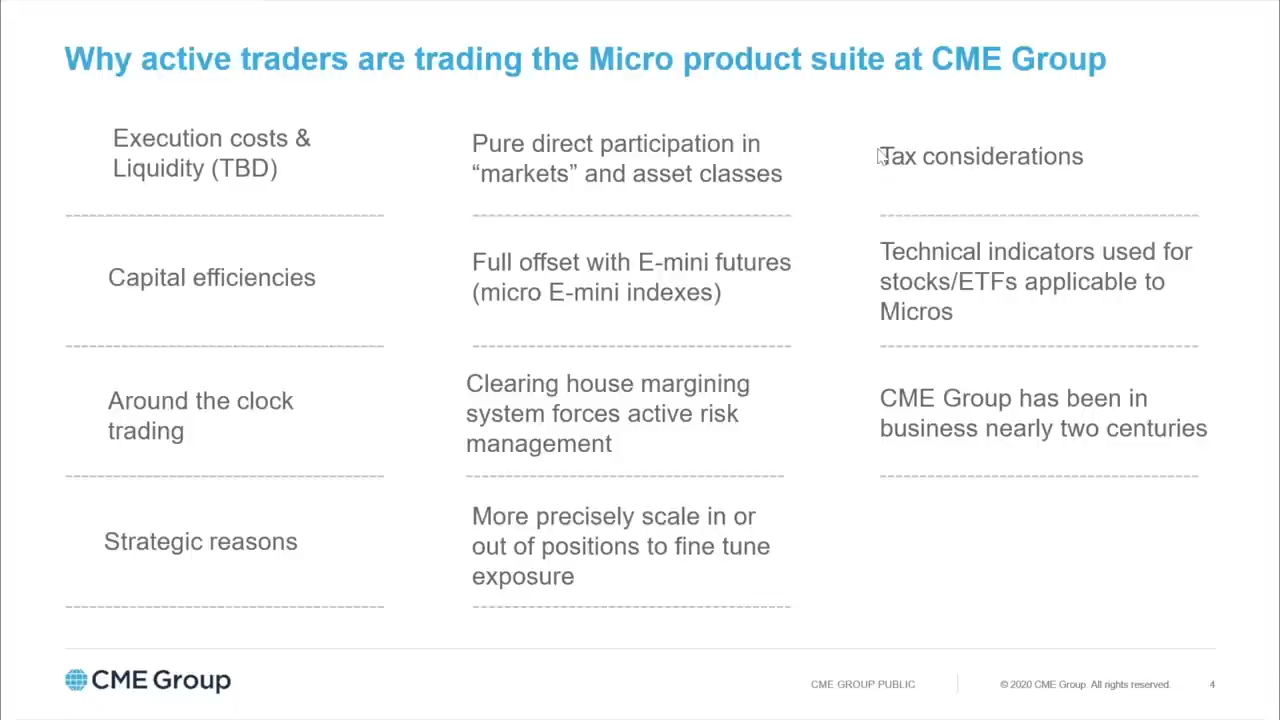 Why active traders are trading the Micro product suite at CME Group
Execution costs &
Liquidity (TBD)
Capital efficiencies
Around the clock
trading
Strategic reasons
Pure direct participation in
“markets” and asset classes
Full offset with E-mini futures
(micro E-mini indexes)
Clearing house margining
system forces active risk
management
More precisely scale in or
out of positions to fine tune
exposure
Tax considerations
Technical indicators used for
stocks/ETFs applicable to
Micros
CME Group has been in
business nearly two centuries
CME Group
CME GROUP PUBLIC
© 2020 CME Group. All rights reserved.
4